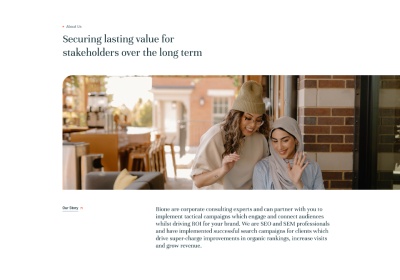 About Us
Securing lasting value for
stakeholders over the long term
Our Story
Bions are corporate consulting experts and can partner with you to
implement tactical campaigns which engage and connect audiences
whilst driving ROI for your brand. We are SEO and SEM professionals
and have implemented successful search campaigns for clients which
drive super-charge improvements in organic rankings, increase visits
and grow revenue.